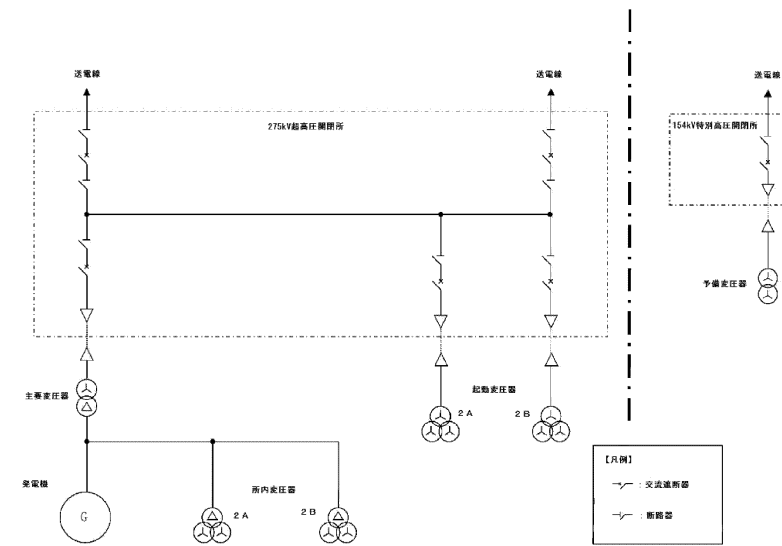 送電線
送電線
送電線
275kV超高圧開閉所
154kV特別高圧開閉所
予備変圧器
主要変圧器
起動変圧器
2A
2B
発電機
G
所内変圧器
2A
2B
【凡例】
：交流遮断器
：断路器